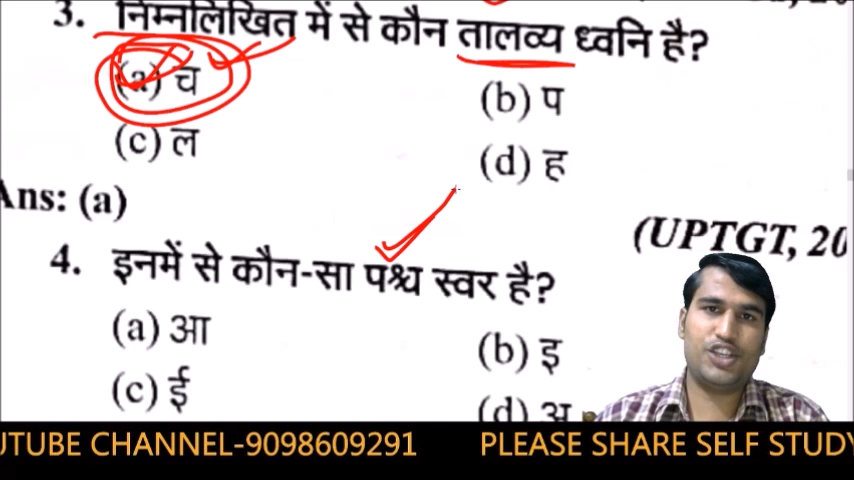 3. निम्नलिखित में से कौन तालव्य ध्वनि है?
(a) च (b) प
(c) ल (d) ह
Ans: (a)
(UPTGT, 20
4. इनमें से कौन-सा पश्च स्वर है?
(a) आ (b) इ
(c) ई (d) अ
UTUBE CHANNEL-9098609291 PLEASE SHARE SELF STUDY